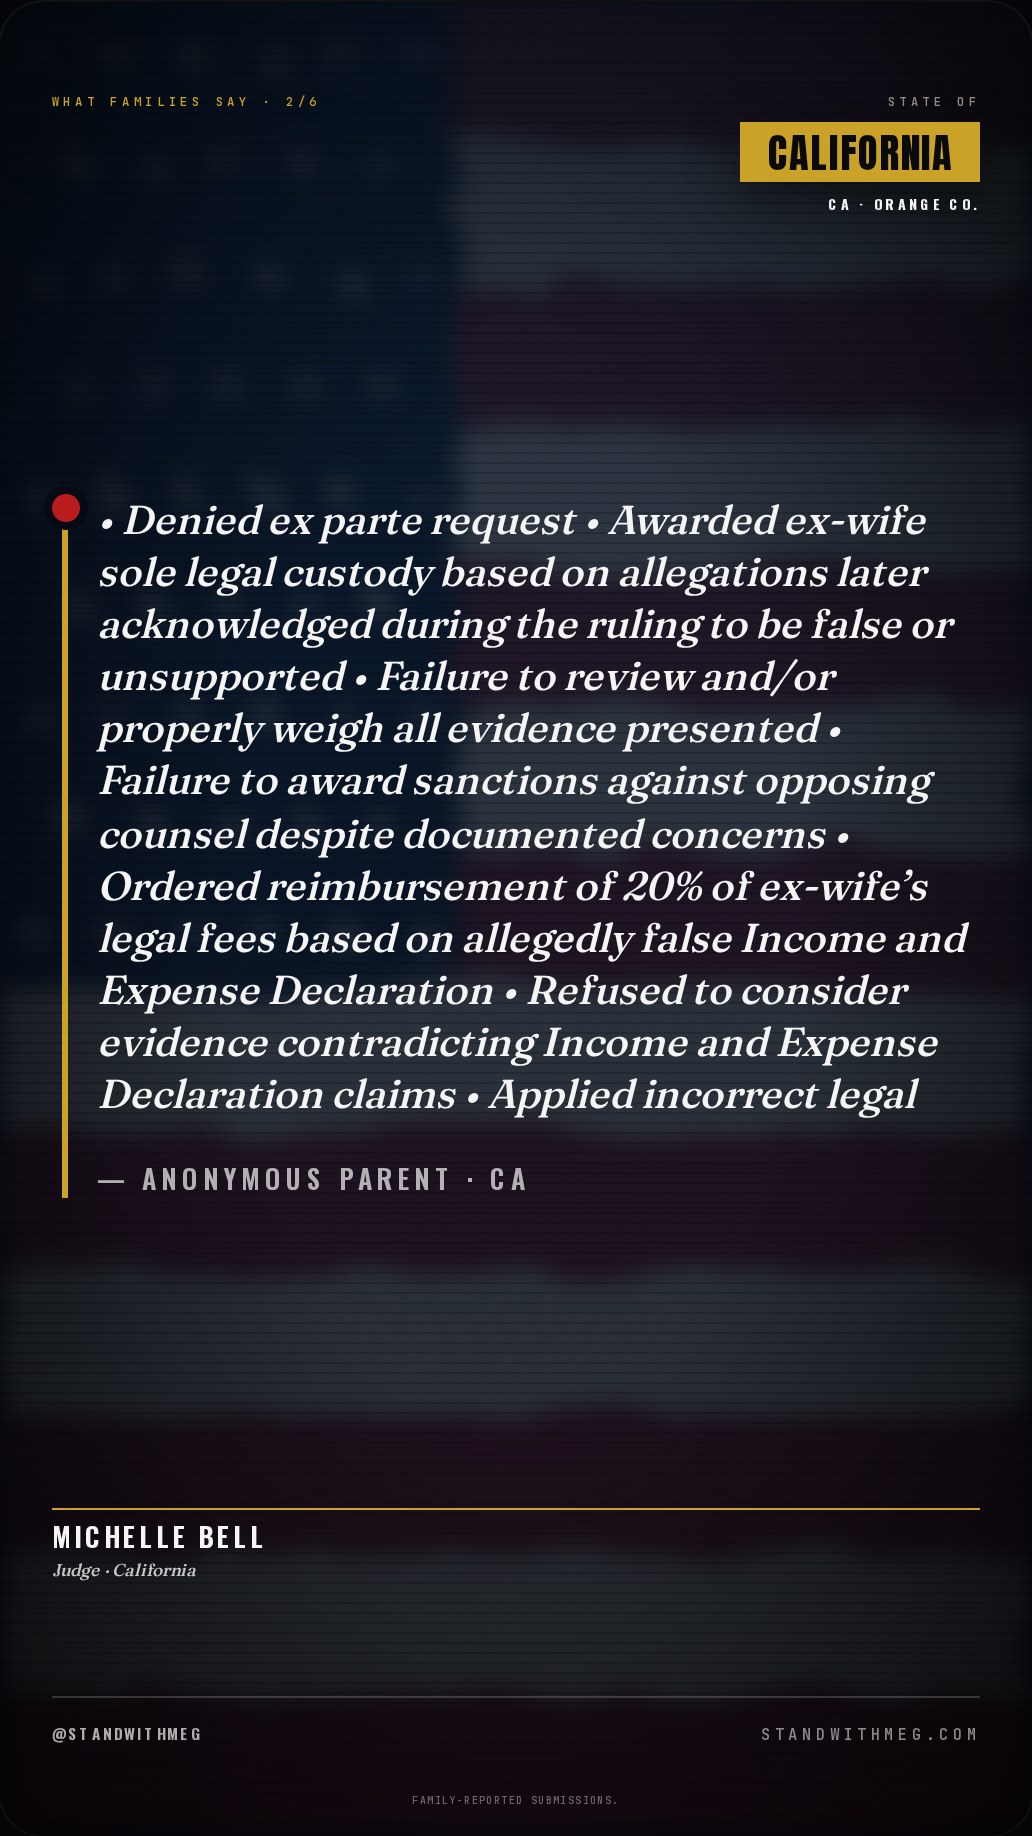 WHAT FAMILIES SAY · 2/6
STATE OF
CALIFORNIA
CA · ORANGE CO.
• Denied ex parte request • Awarded ex-wife
sole legal custody based on allegations later
acknowledged during the ruling to be false or
unsupported • Failure to review and/or
properly weigh all evidence presented •
Failure to award sanctions against opposing
counsel despite documented concerns •
Ordered reimbursement of 20% of ex-wife’s
legal fees based on allegedly false Income and
Expense Declaration • Refused to consider
evidence contradicting Income and Expense
Declaration claims • Applied incorrect legal
— ANONYMOUS PARENT · CA
MICHELLE BELL
Judge · California
@STANDWITHMEG
STANDWITHMEG.COM
FAMILY-REPORTED SUBMISSIONS.